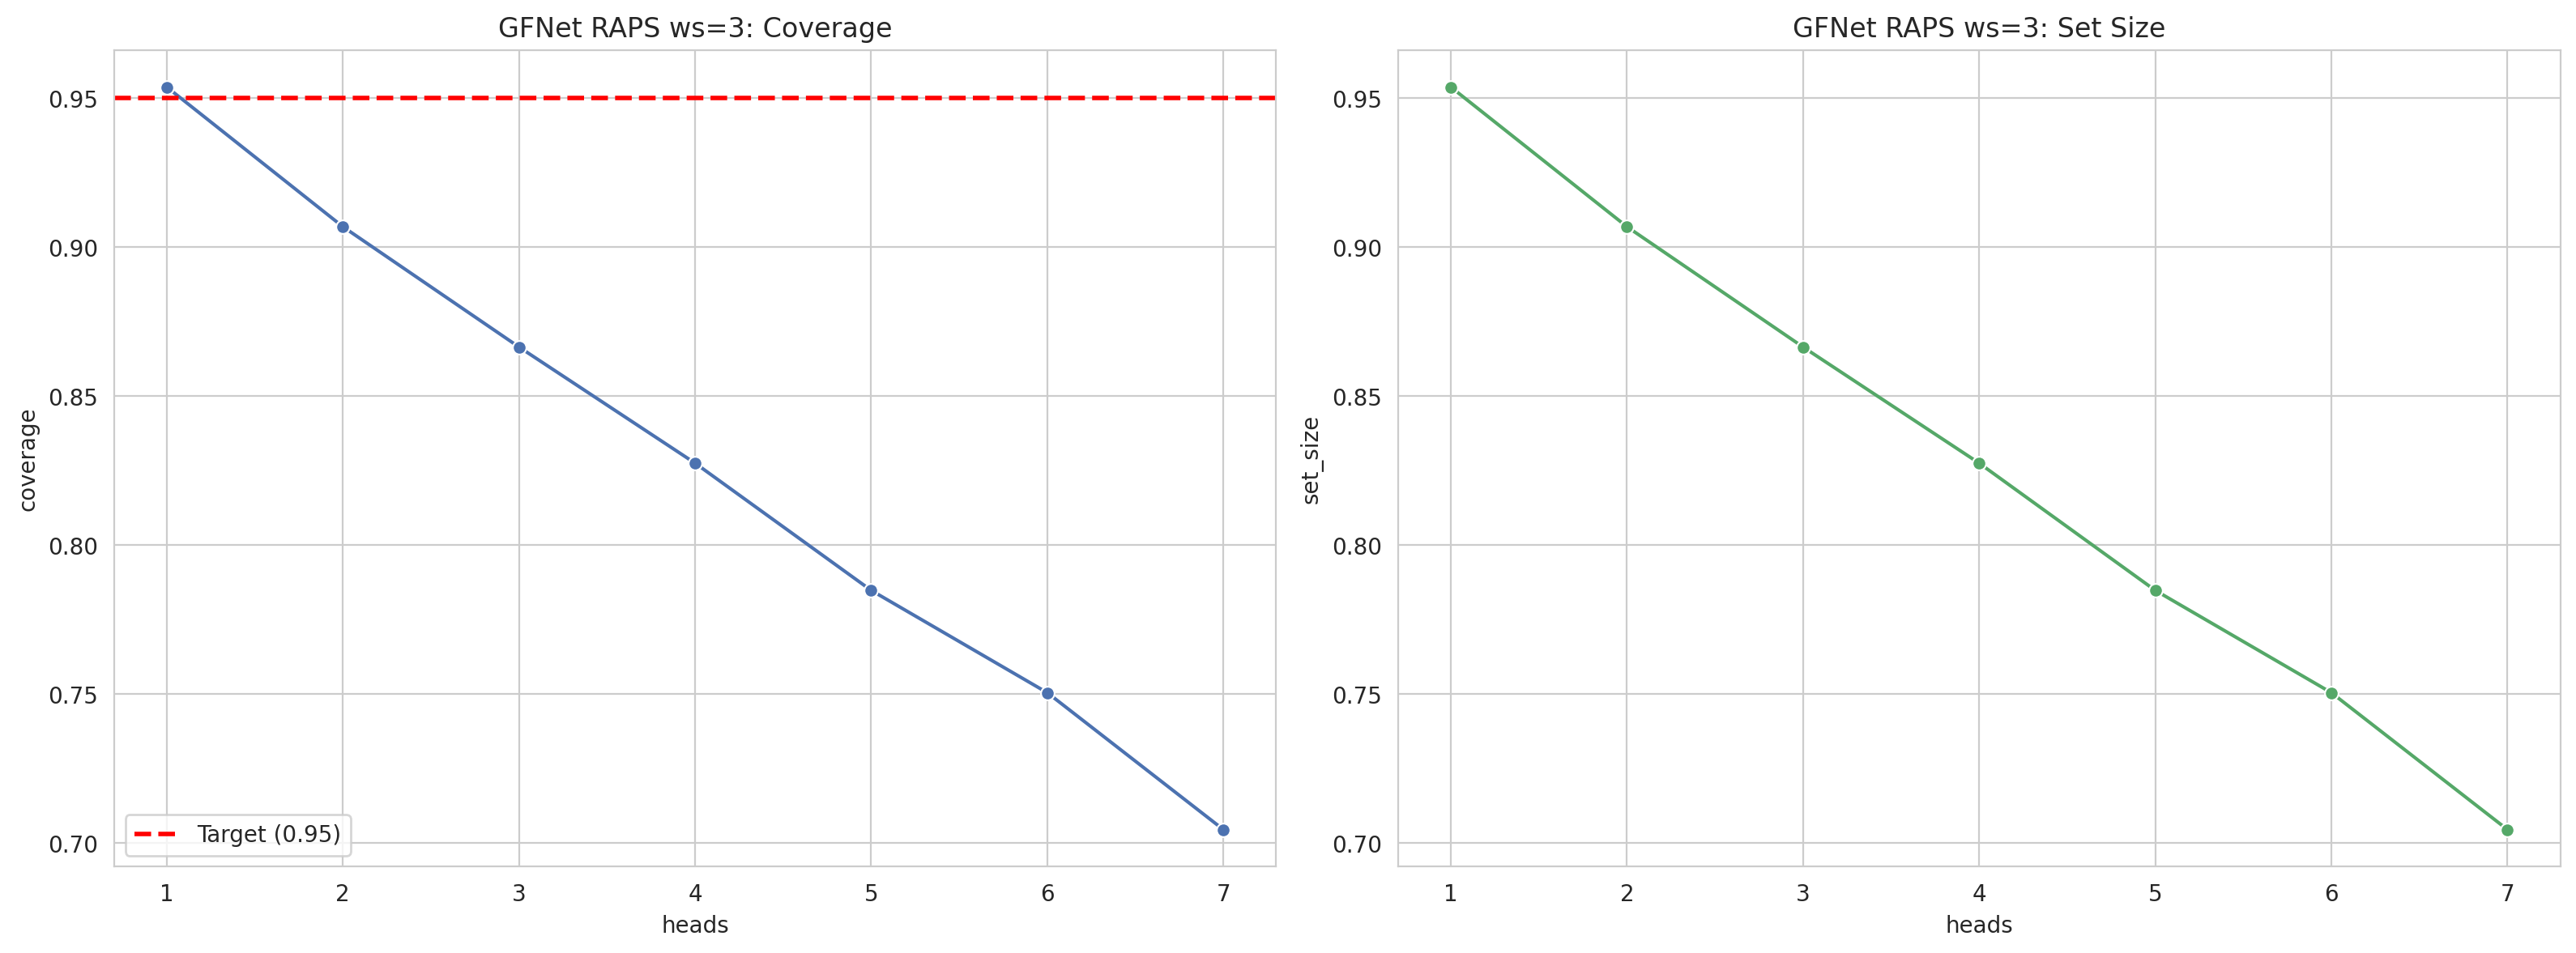 GFNet RAPS ws=3: Coverage
coverage
0.95
0.90
0.85
0.80
0.75
0.70
Target (0.95)
1 2 3 4 5 6 7
heads
GFNet RAPS ws=3: Set Size
set_size
0.95
0.90
0.85
0.80
0.75
0.70
1 2 3 4 5 6 7
heads